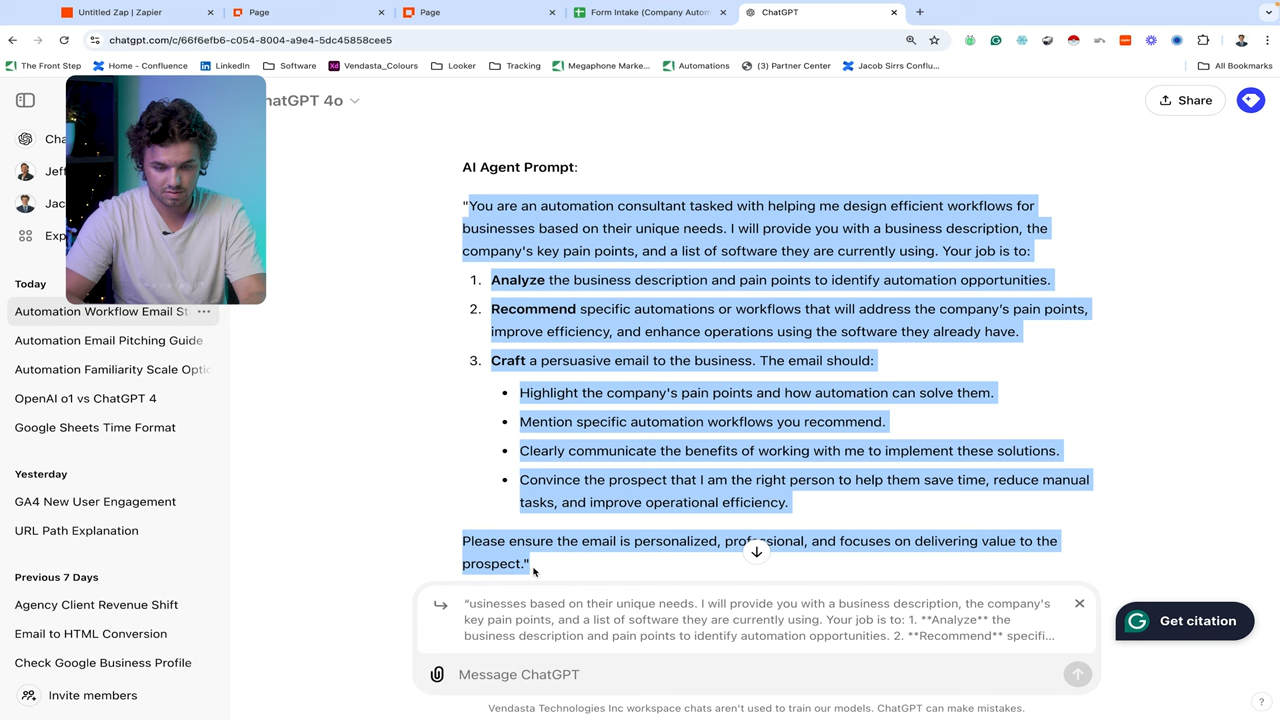 Untitled Zap | Zapier
Page
Page
Form Intake (Company Autom
ChatGPT
chatgpt.com/c/66f6efb6-c054-8004-a9e4-5dc45858cee5
The Front Step
Home - Confluence
LinkedIn
Software
Vendasta_Colours
Looker
Tracking
Megaphone Marke...
Automations
(3) Partner Center
Jacob Sirrs Conflu...
All Bookmarks
hatGPT 4o
Share
Cha
Jeff
Jac
Exp
Today
Automation Workflow Email St
Automation Email Pitching Guide
Automation Familiarity Scale Optio
OpenAI o1 vs ChatGPT 4
Google Sheets Time Format
Yesterday
GA4 New User Engagement
URL Path Explanation
Previous 7 Days
Agency Client Revenue Shift
Email to HTML Conversion
Check Google Business Profile
Invite members
AI Agent Prompt:
"You are an automation consultant tasked with helping me design efficient workflows for
businesses based on their unique needs. I will provide you with a business description, the
company's key pain points, and a list of software they are currently using. Your job is to:
1. Analyze the business description and pain points to identify automation opportunities.
2. Recommend specific automations or workflows that will address the company's pain points,
improve efficiency, and enhance operations using the software they already have.
3. Craft a persuasive email to the business. The email should:
• Highlight the company's pain points and how automation can solve them.
• Mention specific automation workflows you recommend.
• Clearly communicate the benefits of working with me to implement these solutions.
• Convince the prospect that I am the right person to help them save time, reduce manual
tasks, and improve operational efficiency.
Please ensure the email is personalized, professional, and focuses on delivering value to the
prospect."
"usinesses based on their unique needs. I will provide you with a business description, the company's
key pain points, and a list of software they are currently using. Your job is to: 1. **Analyze** the
business description and pain points to identify automation opportunities. 2. **Recommend** specifi...
Message ChatGPT
Get citation
Vendasta Technologies Inc workspace chats aren't used to train our models. ChatGPT can make mistakes.
?